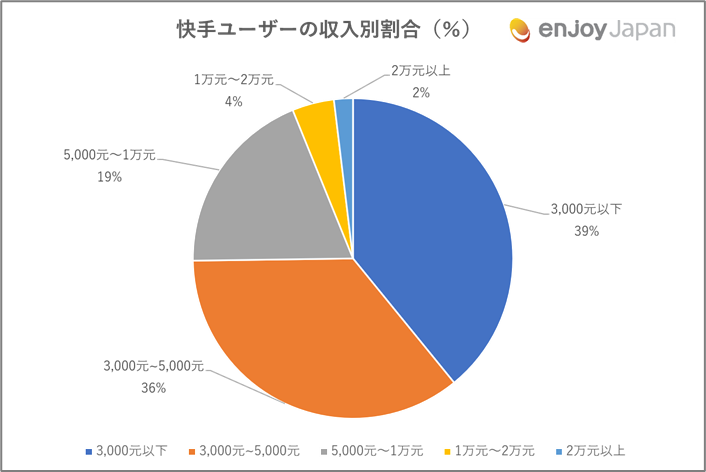 快手ユーザーの収入別割合（%）
enjoyJapan
2万元以上
2%
1万元～2万元
4%
5,000元～1万元
19%
3,000元以下
39%
3,000元~5,000元
36%
3,000元以下 3,000元~5,000元 5,000元～1万元 1万元～2万元 2万元以上